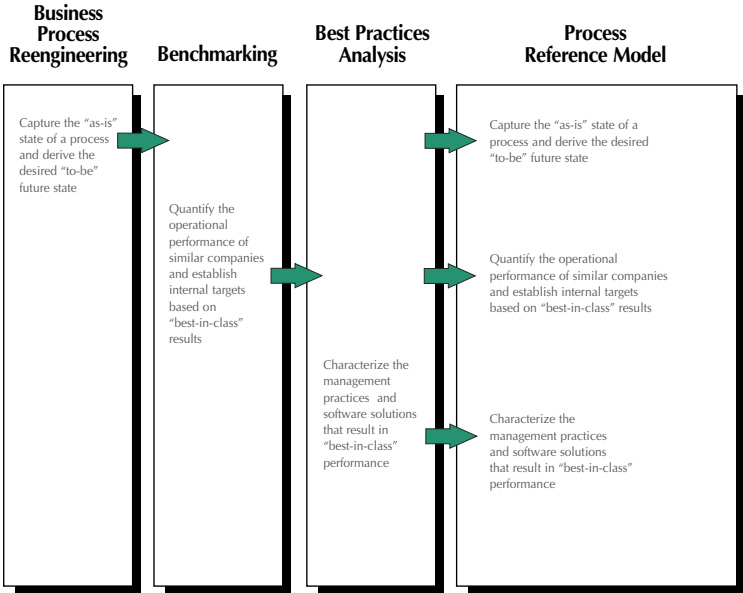 Business
Process
Reengineering
Benchmarking
Best Practices
Analysis
Process
Reference Model
Capture the “as-is”
state of a process
and derive the
desired “to-be”
future state
Quantify the
operational
performance of
similar companies
and establish
internal targets
based on
“best-in-class”
results
Characterize the
management
practices and
software solutions
that result in
“best-in-class”
performance
Capture the “as-is” state of a
process and derive the desired
“to-be” future state
Quantify the operational
performance of similar companies
and establish internal targets
based on “best-in-class” results
Characterize the
management practices
and software solutions
that result in “best-in-class”
performance